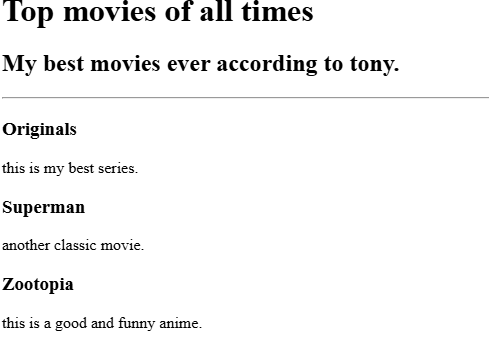 Top movies of all times
My best movies ever according to tony.
Originals
this is my best series.
Superman
another classic movie.
Zootopia
this is a good and funny anime.